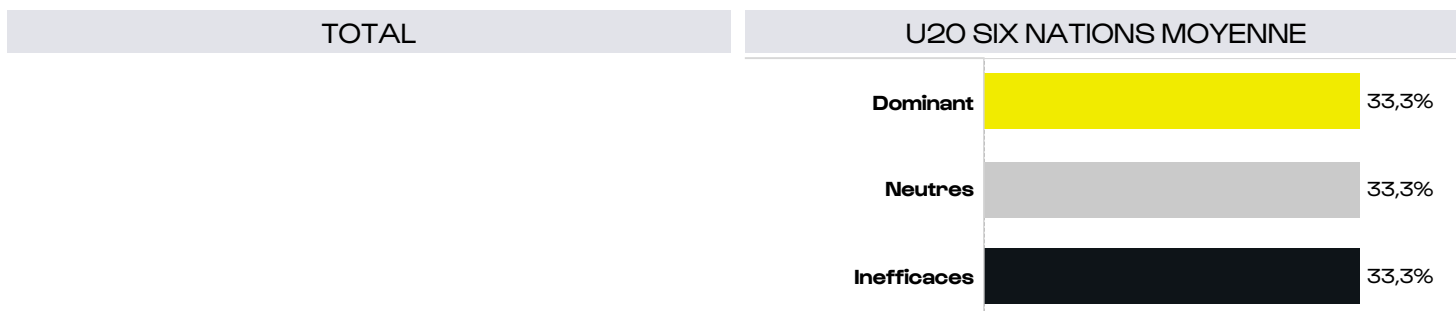 TOTAL
U20 SIX NATIONS MOYENNE
Dominant 33,3%
Neutres 33,3%
Inefficaces 33,3%